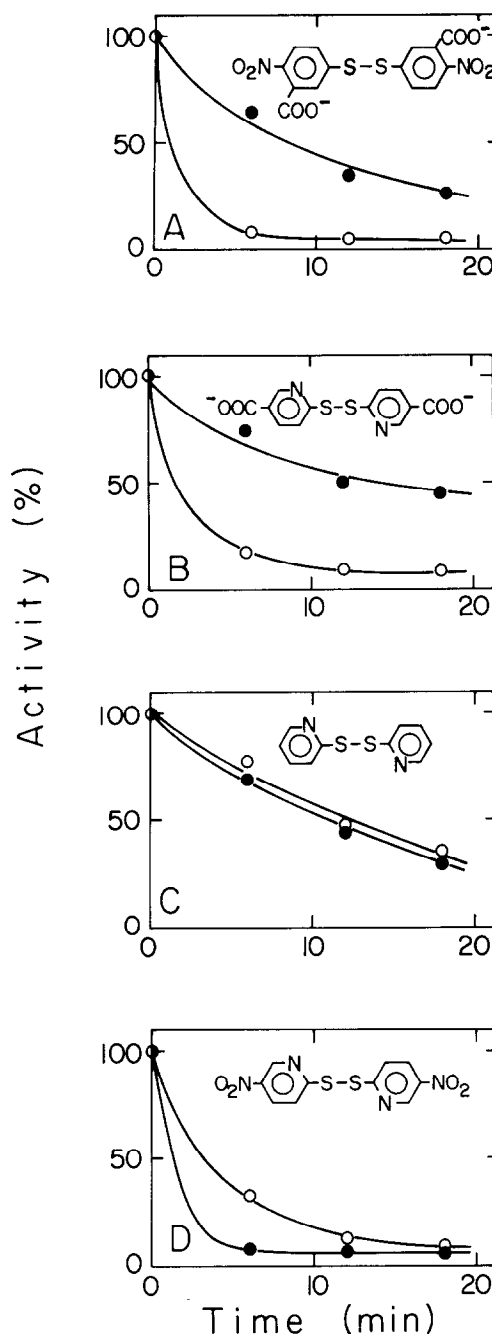 100
50
0
A
O₂N
S-S
COO⁻
NO₂
COO⁻
0 10 20
100
50
0
B
⁻OOC
N
S-S
N
COO⁻
0 10 20
100
50
0
C
N
S-S
N
0 10 20
100
50
0
D
O₂N
N
S-S
N
NO₂
0 10 20
Activity (%)
Time (min)